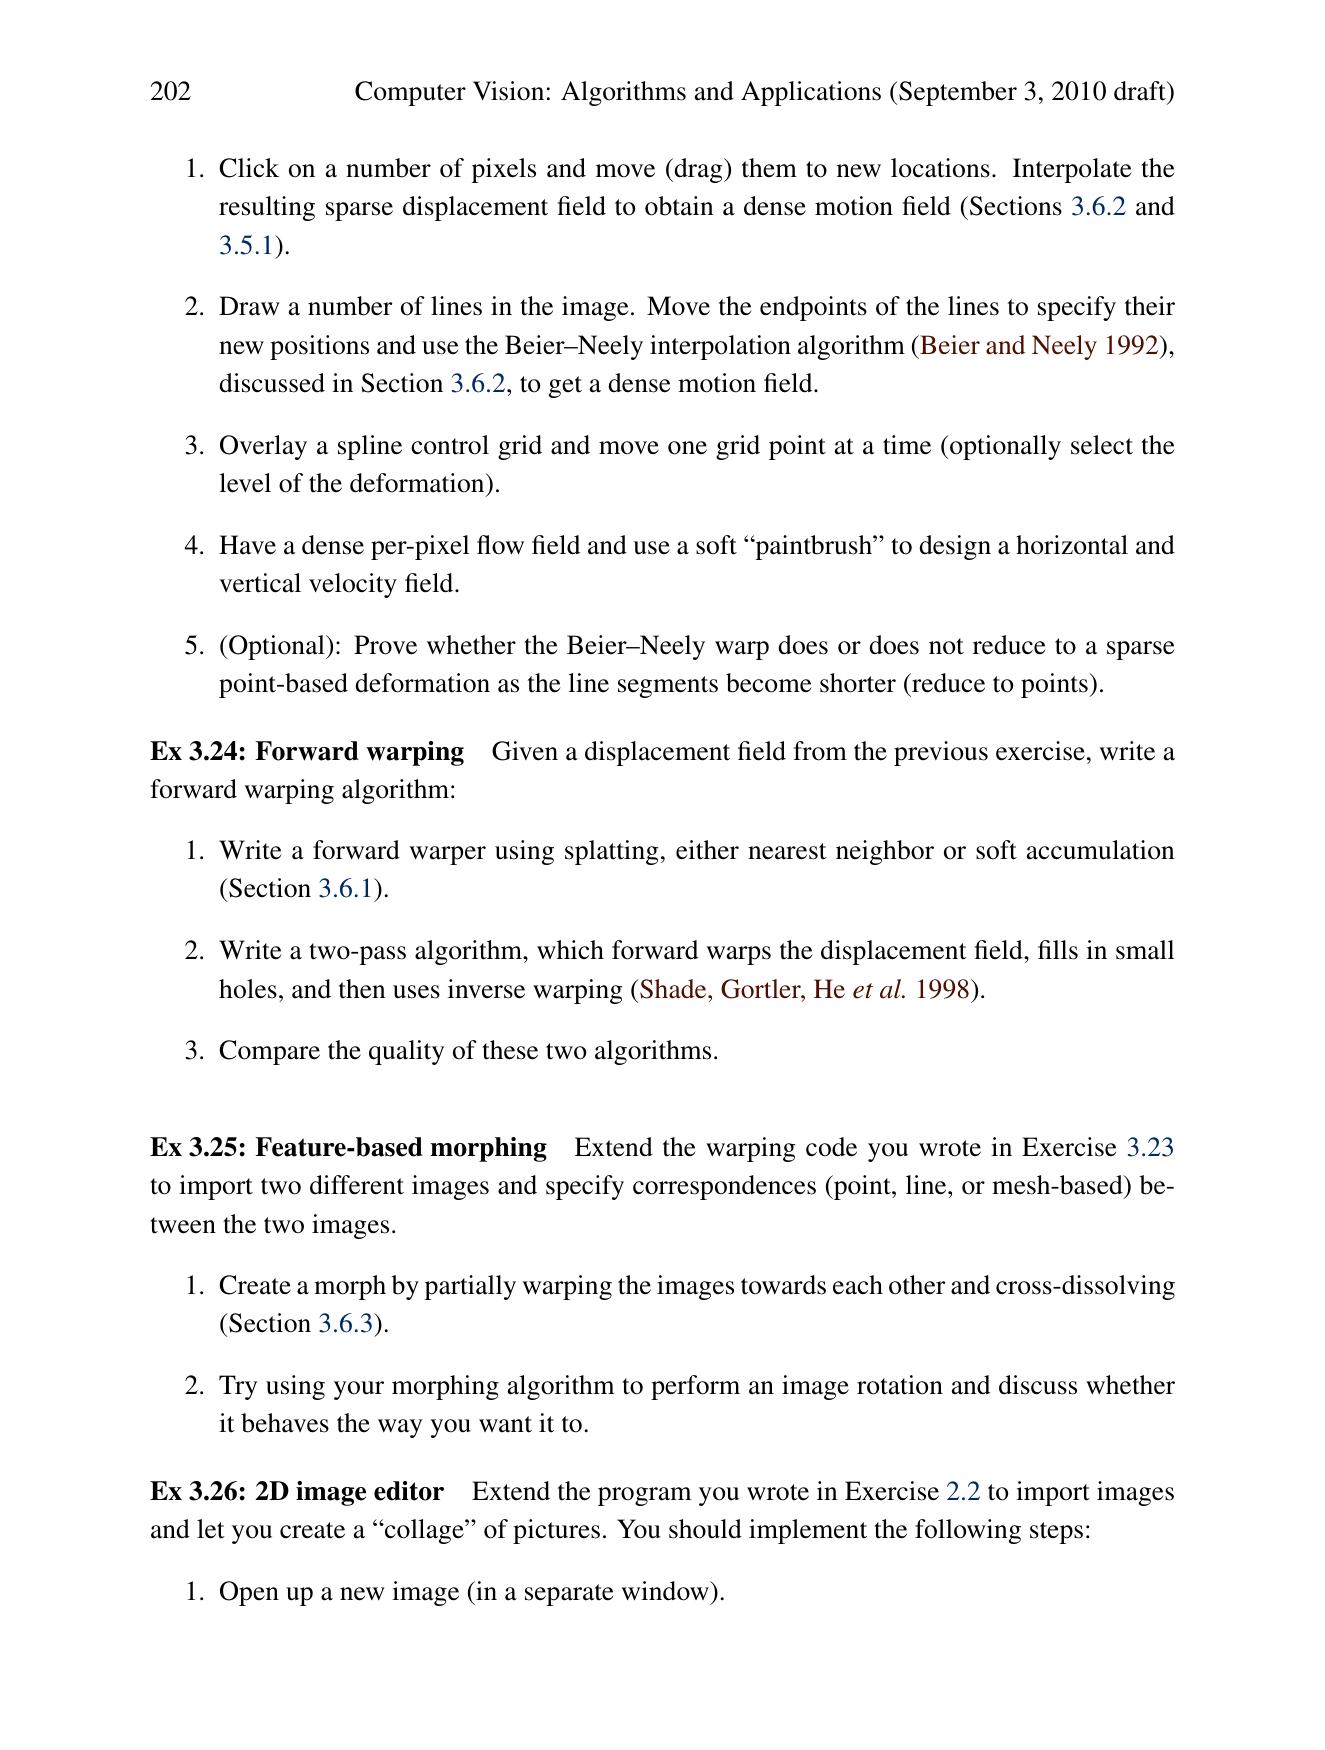 202 Computer Vision: Algorithms and Applications (September 3, 2010 draft)
1. Click on a number of pixels and move (drag) them to new locations. Interpolate the
resulting sparse displacement field to obtain a dense motion field (Sections 3.6.2 and
3.5.1).
2. Draw a number of lines in the image. Move the endpoints of the lines to specify their
new positions and use the Beier–Neely interpolation algorithm (Beier and Neely 1992),
discussed in Section 3.6.2, to get a dense motion field.
3. Overlay a spline control grid and move one grid point at a time (optionally select the
level of the deformation).
4. Have a dense per-pixel flow field and use a soft “paintbrush” to design a horizontal and
vertical velocity field.
5. (Optional): Prove whether the Beier–Neely warp does or does not reduce to a sparse
point-based deformation as the line segments become shorter (reduce to points).
Ex 3.24: Forward warping Given a displacement field from the previous exercise, write a
forward warping algorithm:
1. Write a forward warper using splatting, either nearest neighbor or soft accumulation
(Section 3.6.1).
2. Write a two-pass algorithm, which forward warps the displacement field, fills in small
holes, and then uses inverse warping (Shade, Gortler, He et al. 1998).
3. Compare the quality of these two algorithms.
Ex 3.25: Feature-based morphing Extend the warping code you wrote in Exercise 3.23
to import two different images and specify correspondences (point, line, or mesh-based) be-
tween the two images.
1. Create a morph by partially warping the images towards each other and cross-dissolving
(Section 3.6.3).
2. Try using your morphing algorithm to perform an image rotation and discuss whether
it behaves the way you want it to.
Ex 3.26: 2D image editor Extend the program you wrote in Exercise 2.2 to import images
and let you create a “collage” of pictures. You should implement the following steps:
1. Open up a new image (in a separate window).